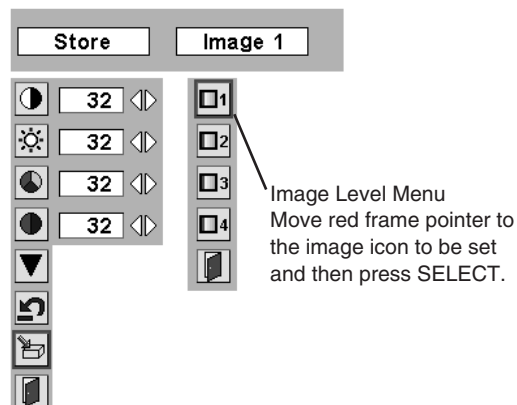 Store
Image 1
32
32
32
32
1
2
3
4
Image Level Menu
Move red frame pointer to
the image icon to be set
and then press SELECT.